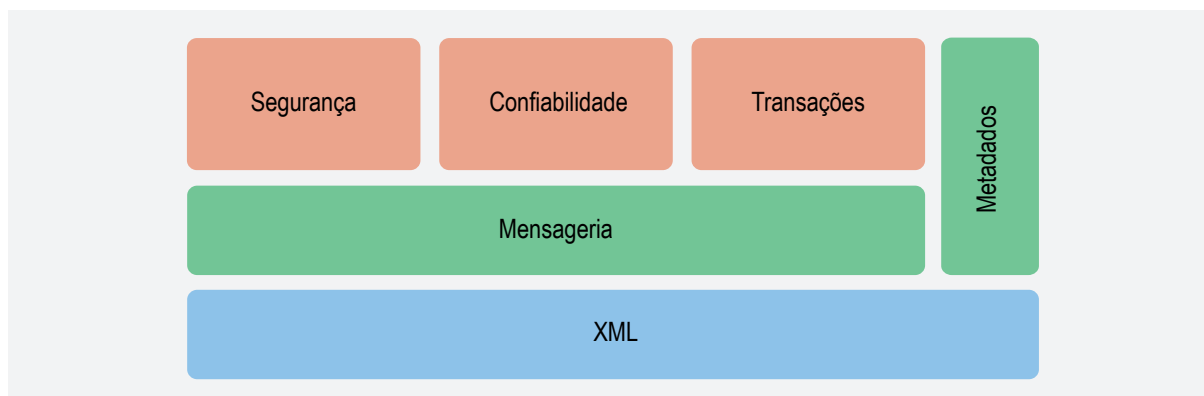 Segurança
Confiabilidade
Transações
Metadados
Mensageria
XML